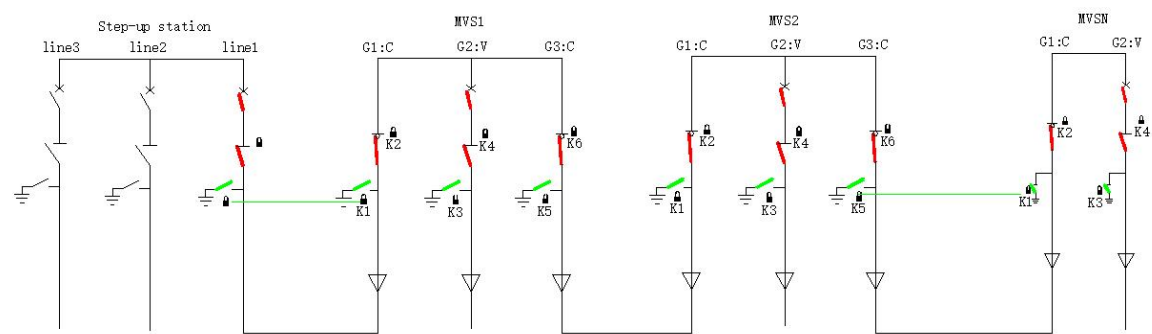 Step-up station
MVS1
MVS2
MVSN
line3
line2
line1
G1:C
G2:V
G3:C
G1:C
G2:V
G3:C
G1:C
G2:V
K2
K4
K6
K2
K4
K6
K2
K4
K1
K3
K5
K1
K3
K5
K1
K3